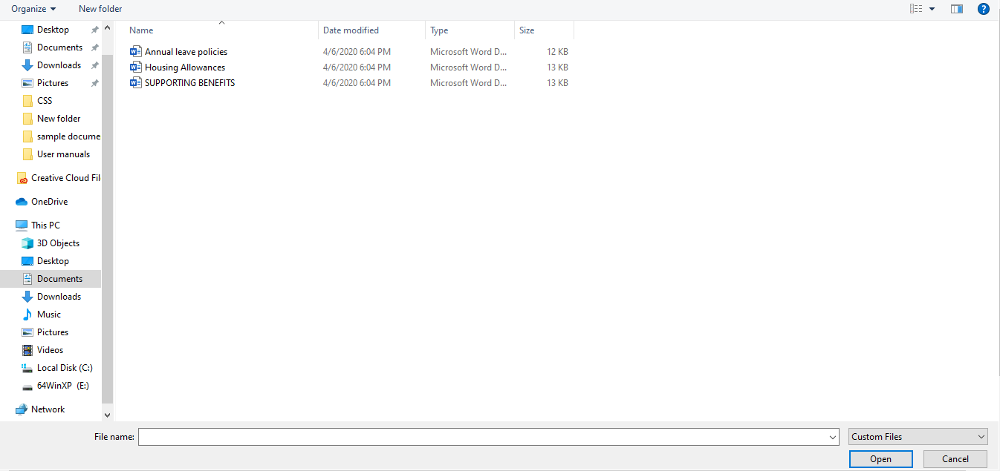 Organize New folder
Name Date modified Type Size
Annual leave policies 4/6/2020 6:04 PM Microsoft Word D... 12 KB
Housing Allowances 4/6/2020 6:04 PM Microsoft Word D... 13 KB
SUPPORTING BENEFITS 4/6/2020 6:04 PM Microsoft Word D... 13 KB
Desktop
Documents
Downloads
Pictures
CSS
New folder
sample docume
User manuals
Creative Cloud Fil
OneDrive
This PC
3D Objects
Desktop
Documents
Downloads
Music
Pictures
Videos
Local Disk (C:)
64WinXP (E:)
Network
File name: Custom Files
Open Cancel